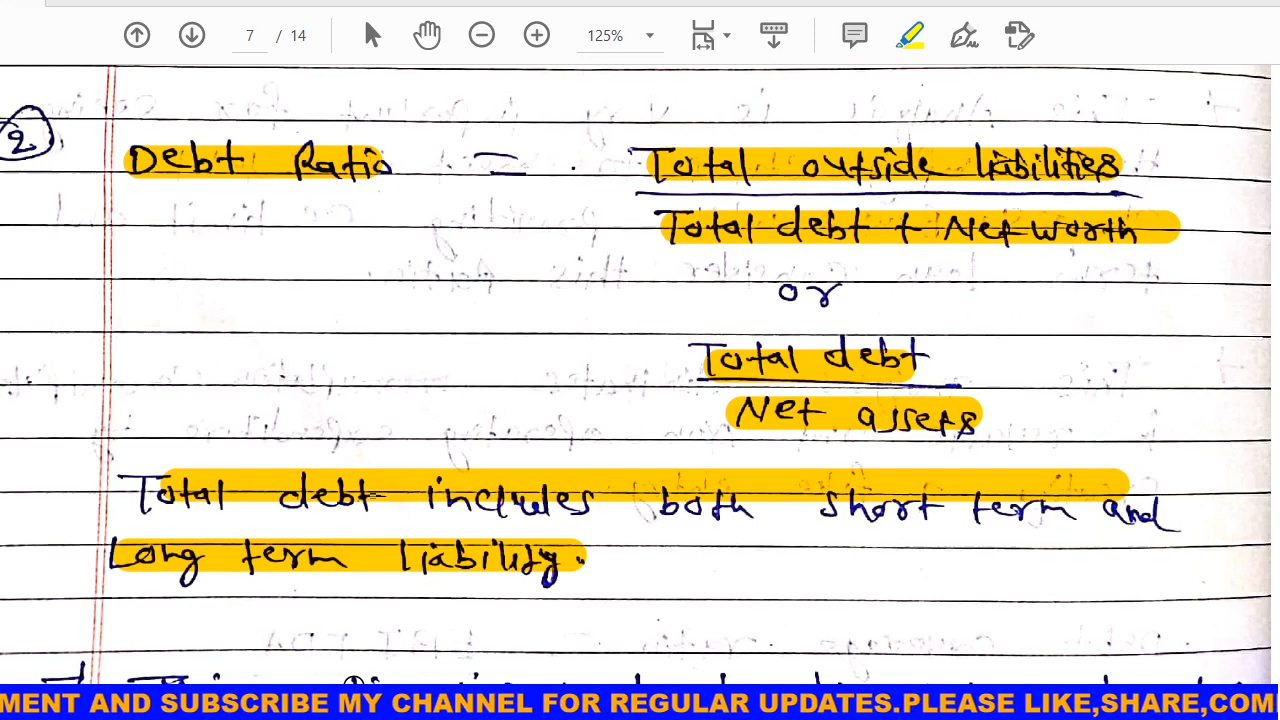 7 / 14
125%
2
Debt Ratio = Total outside liabilities
Total debt + Net worth
or
Total debt
Net assets
Total debt includes both short term and
Long term liability.
MENT AND SUBSCRIBE MY CHANNEL FOR REGULAR UPDATES.PLEASE LIKE,SHARE,COM